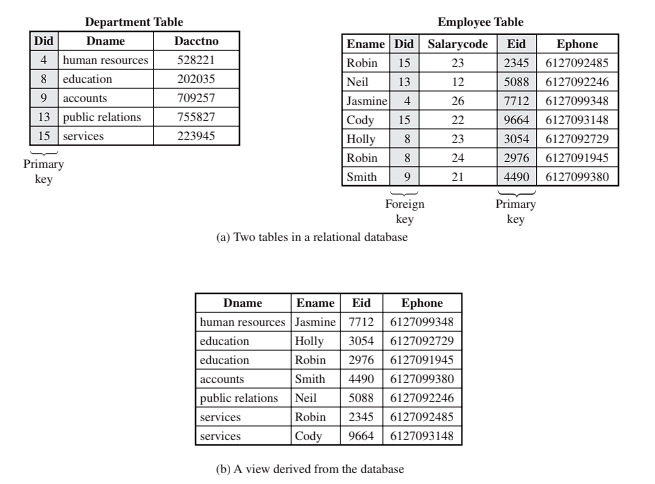 Department Table
Did Dname Dacctno
4 human resources 528221
8 education 202035
9 accounts 709257
13 public relations 755827
15 services 223945
Primary
key
Employee Table
Ename Did Salarycode Eid Ephone
Robin 15 23 2345 6127092485
Neil 13 12 5088 6127092246
Jasmine 4 26 7712 6127099348
Cody 15 22 9664 6127093148
Holly 8 23 3054 6127092729
Robin 8 24 2976 6127091945
Smith 9 21 4490 6127099380
Foreign
key
Primary
key
(a) Two tables in a relational database
Dname Ename Eid Ephone
human resources Jasmine 7712 6127099348
education Holly 3054 6127092729
education Robin 2976 6127091945
accounts Smith 4490 6127099380
public relations Neil 5088 6127092246
services Robin 2345 6127092485
services Cody 9664 6127093148
(b) A view derived from the database